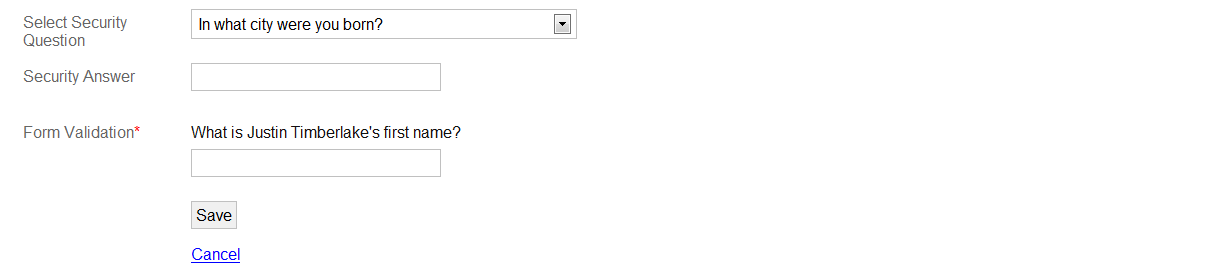 Select Security
Question
In what city were you born?
Security Answer
Form Validation*
What is Justin Timberlake's first name?
Save
Cancel